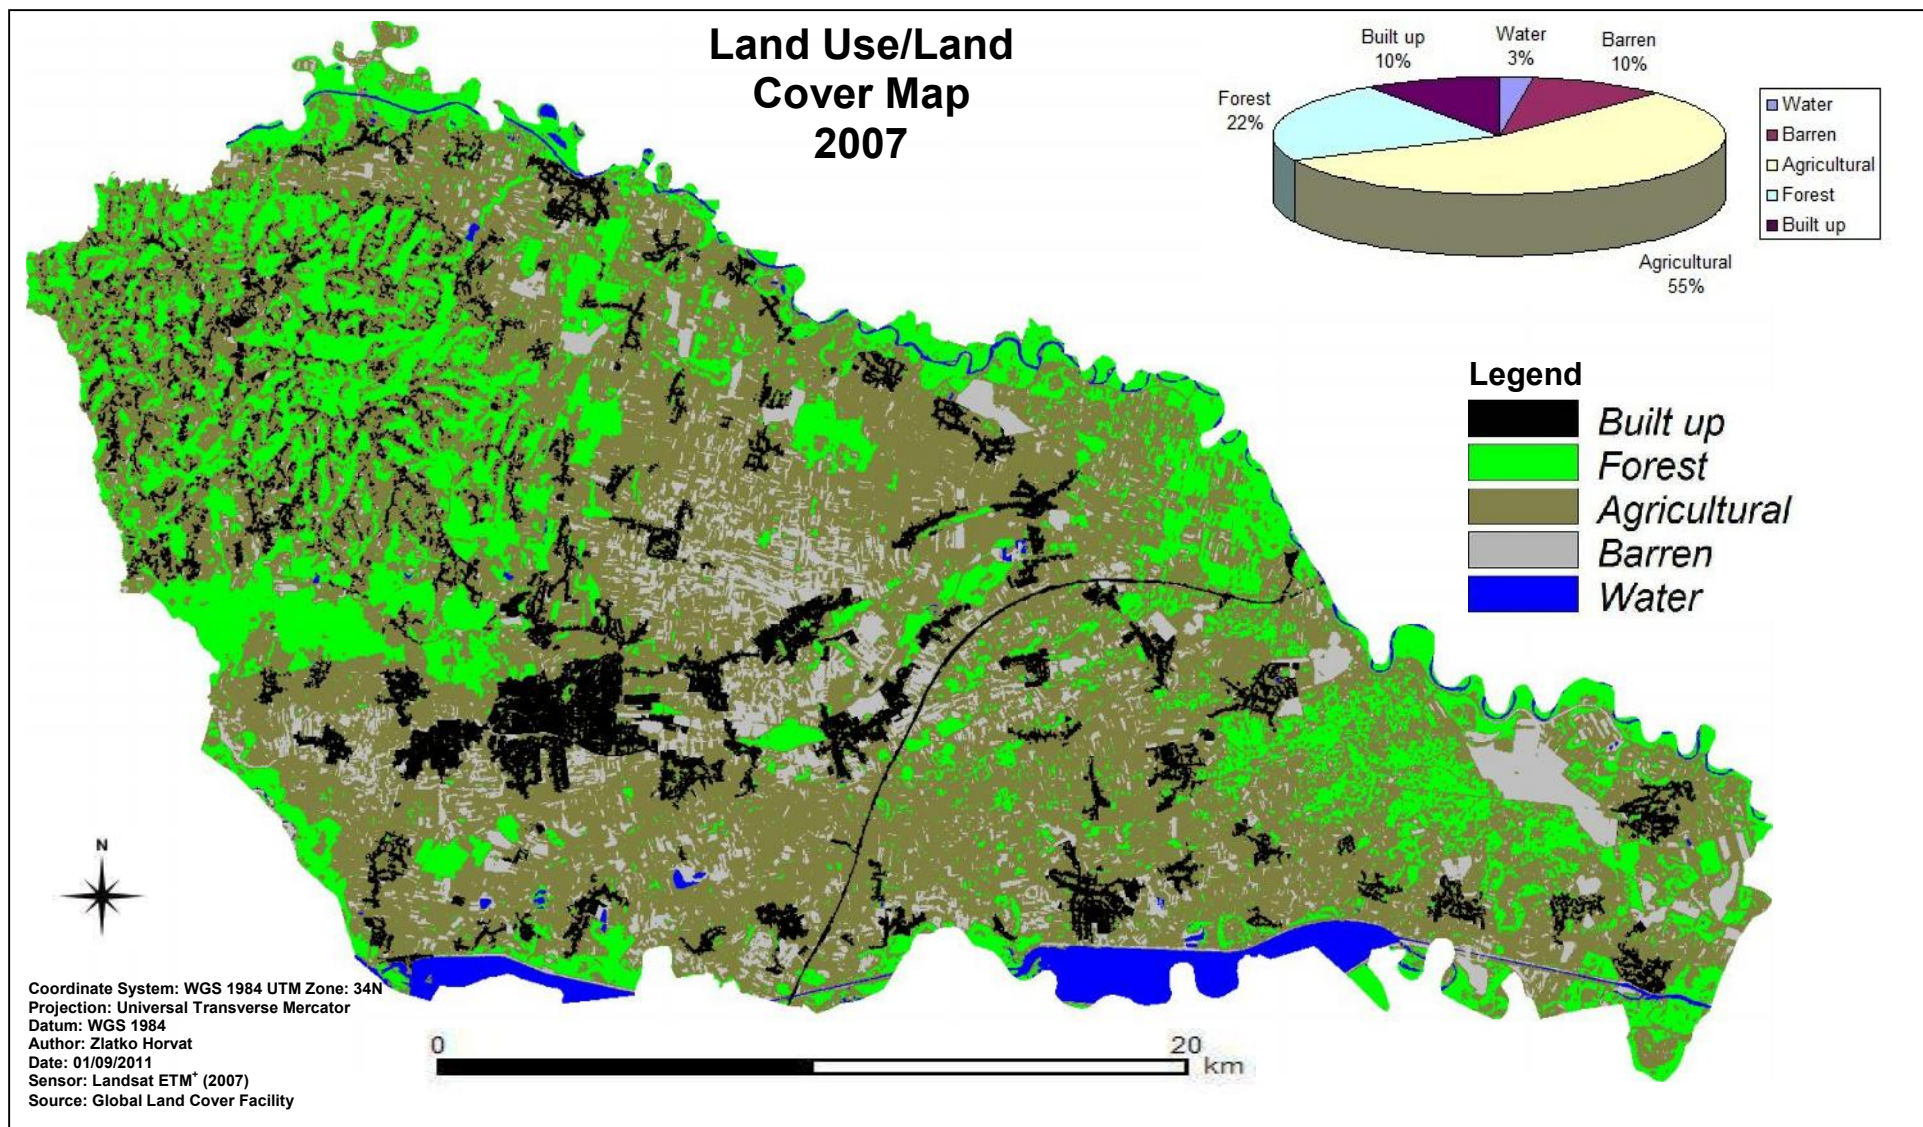 Land Use/Land
Cover Map
2007
Built up
10%
Water
3%
Barren
10%
Forest
22%
Agricultural
55%
Water
Barren
Agricultural
Forest
Built up
Legend
Built up
Forest
Agricultural
Barren
Water
N
Coordinate System: WGS 1984 UTM Zone: 34N
Projection: Universal Transverse Mercator
Datum: WGS 1984
Author: Zlatko Horvat
Date: 01/09/2011
Sensor: Landsat ETM+ (2007)
Source: Global Land Cover Facility
0 20
km